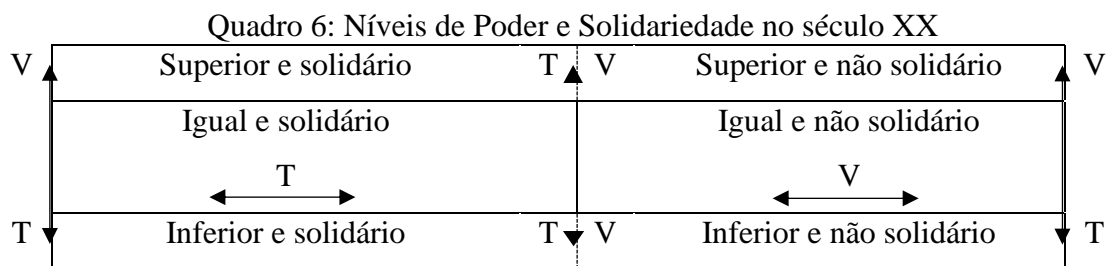 Quadro 6: Níveis de Poder e Solidariedade no século XX
V Superior e solidário T V Superior e não solidário V
Igual e solidário Igual e não solidário
T V
T Inferior e solidário T V Inferior e não solidário T